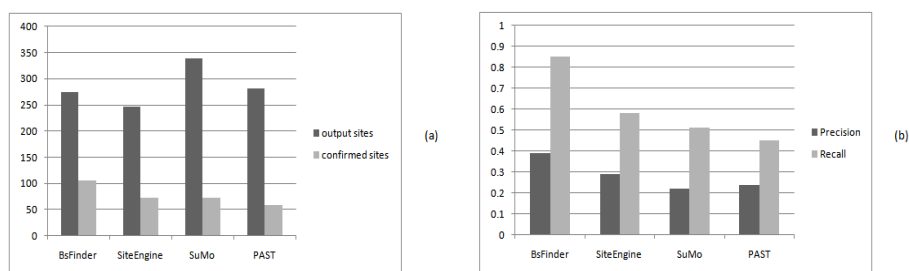 400
350
300
250
200
150
100
50
0
BsFinder SiteEngine SuMo PAST
output sites
confirmed sites
(a)
1
0.9
0.8
0.7
0.6
0.5
0.4
0.3
0.2
0.1
0
BsFinder SiteEngine SuMo PAST
Precision
Recall
(b)